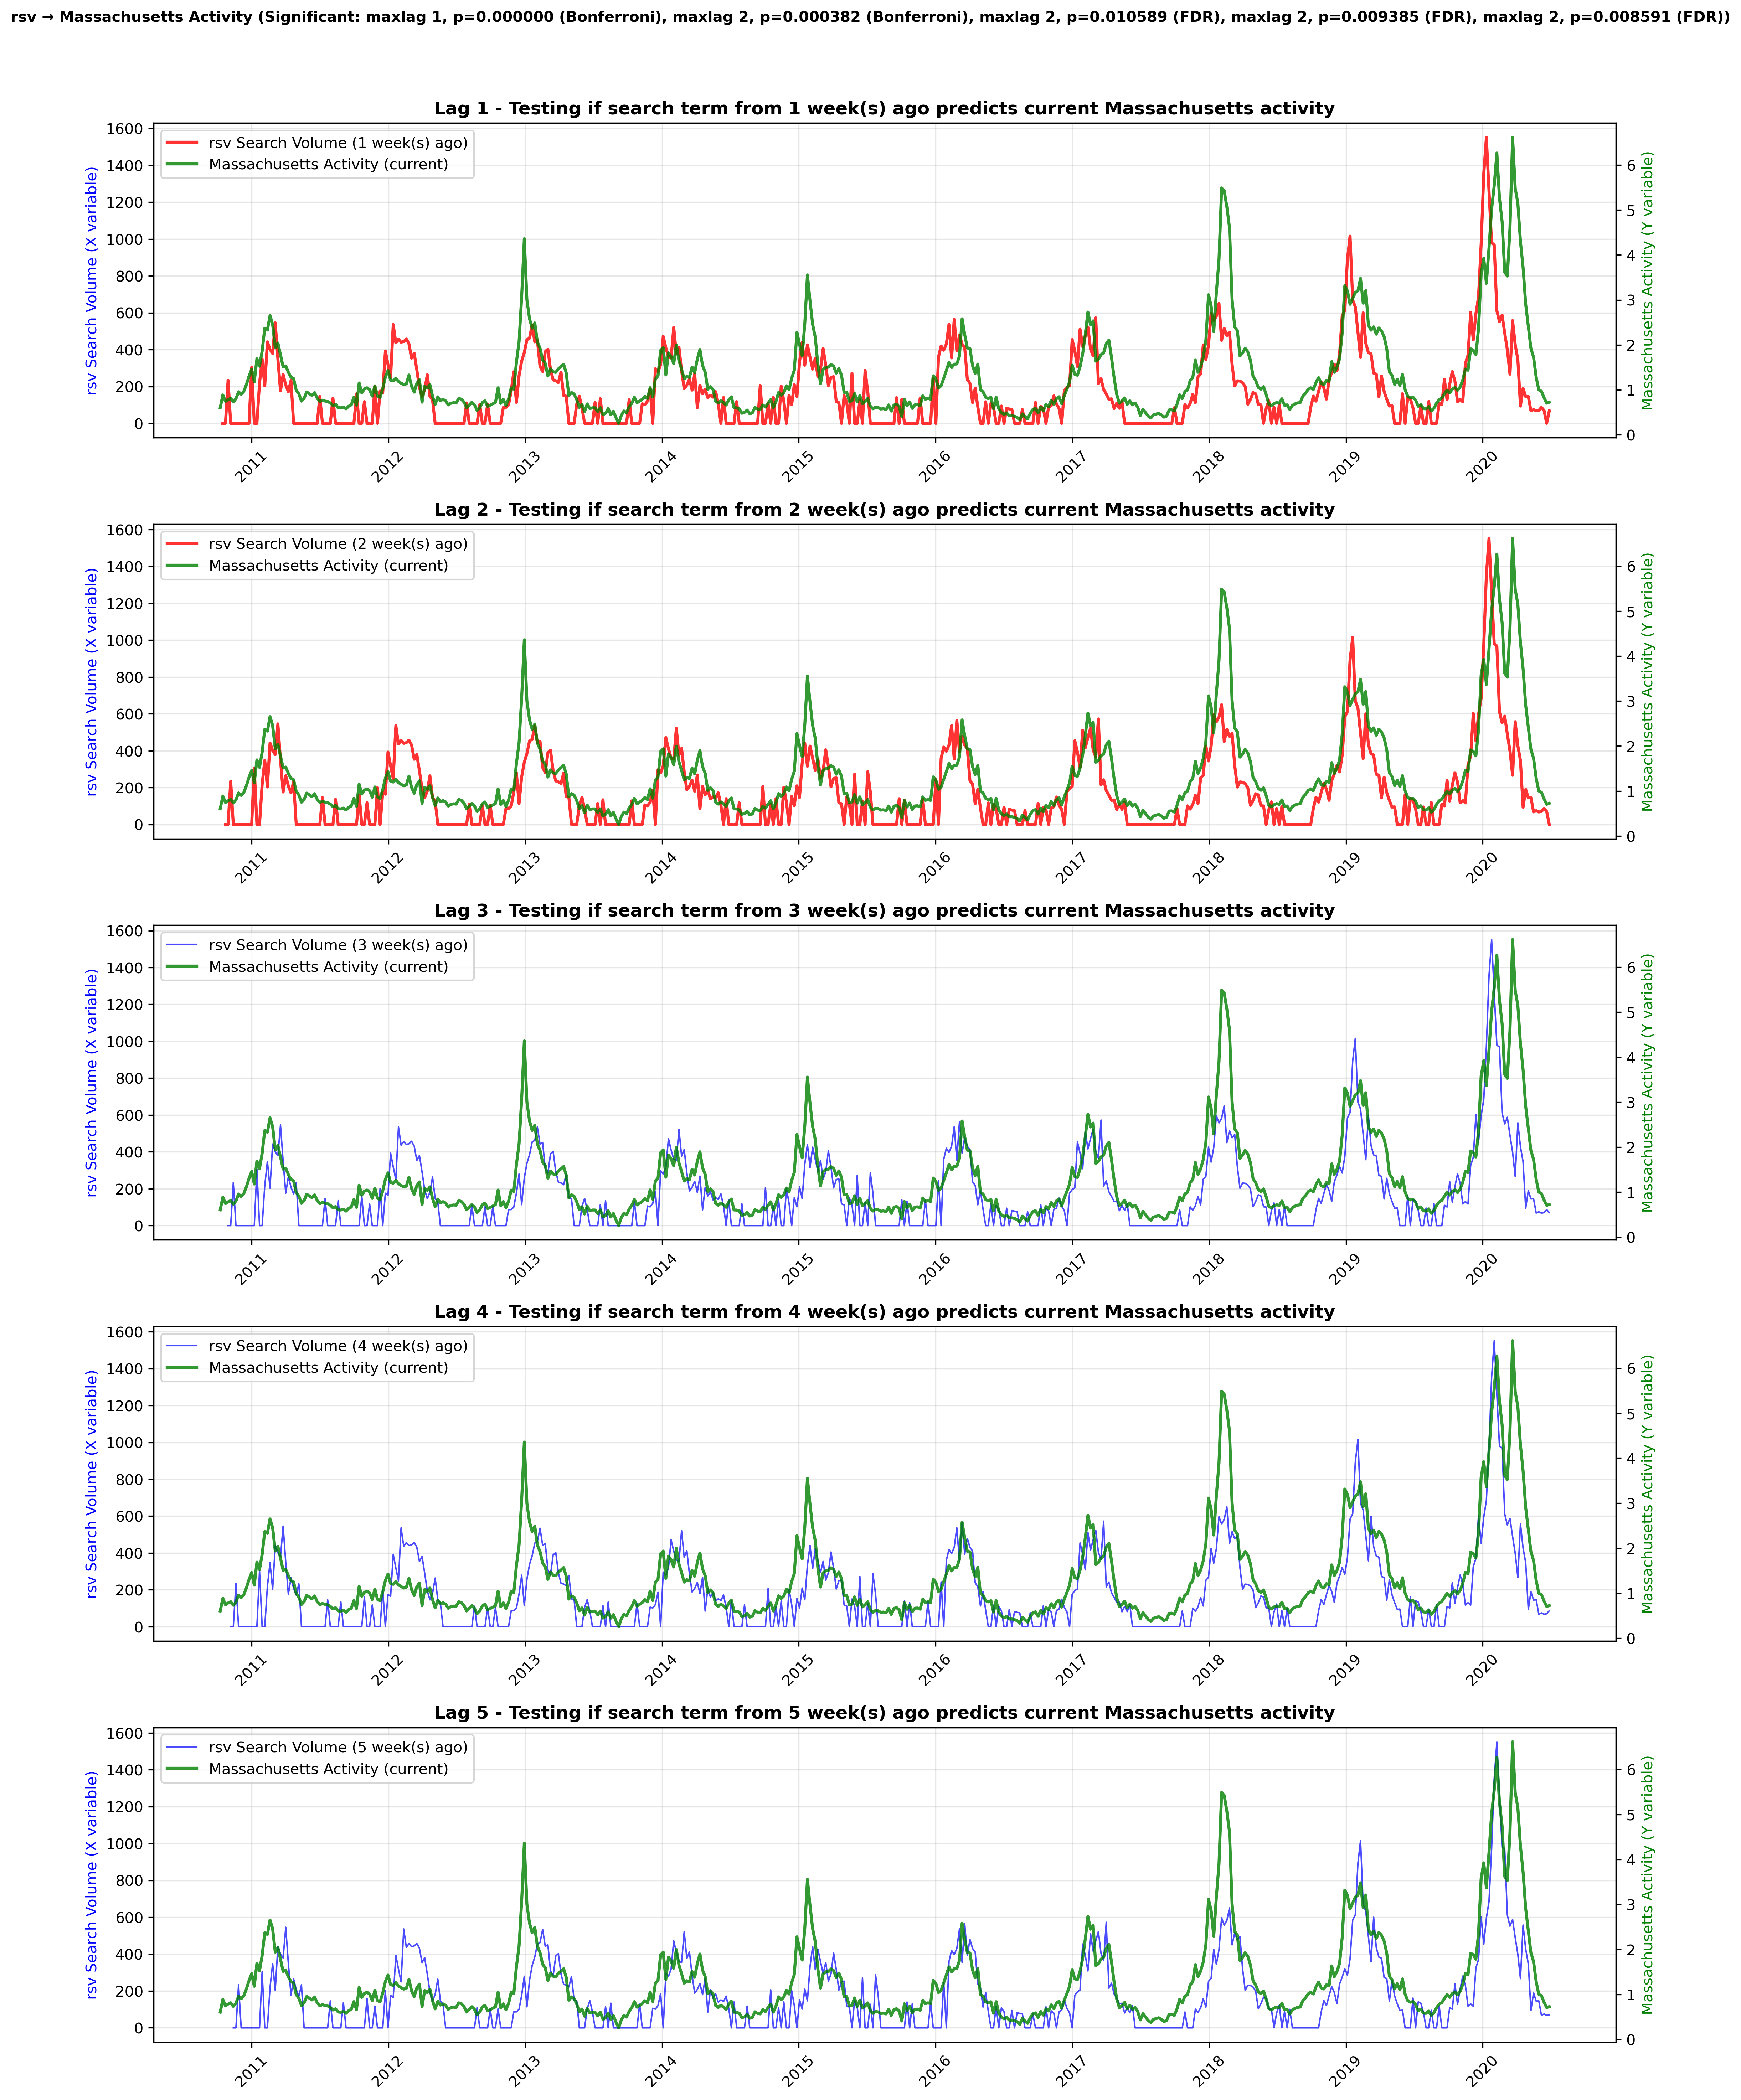 rsv → Massachusetts Activity (Significant: maxlag 1, p=0.000000 (Bonferroni), maxlag 2, p=0.000382 (Bonferroni), maxlag 2, p=0.010589 (FDR), maxlag 2, p=0.009385 (FDR), maxlag 2, p=0.008591 (FDR))
Lag 1 - Testing if search term from 1 week(s) ago predicts current Massachusetts activity
rsv Search Volume (1 week(s) ago)
Massachusetts Activity (current)
rsv Search Volume (X variable)
1600
1400
1200
1000
800
600
400
200
0
6
5
4
3
2
1
0
Massachusetts Activity (Y variable)
2011 2012 2013 2014 2015 2016 2017 2018 2019 2020
Lag 2 - Testing if search term from 2 week(s) ago predicts current Massachusetts activity
rsv Search Volume (2 week(s) ago)
Massachusetts Activity (current)
rsv Search Volume (X variable)
1600
1400
1200
1000
800
600
400
200
0
6
5
4
3
2
1
0
Massachusetts Activity (Y variable)
2011 2012 2013 2014 2015 2016 2017 2018 2019 2020
Lag 3 - Testing if search term from 3 week(s) ago predicts current Massachusetts activity
rsv Search Volume (3 week(s) ago)
Massachusetts Activity (current)
rsv Search Volume (X variable)
1600
1400
1200
1000
800
600
400
200
0
6
5
4
3
2
1
0
Massachusetts Activity (Y variable)
2011 2012 2013 2014 2015 2016 2017 2018 2019 2020
Lag 4 - Testing if search term from 4 week(s) ago predicts current Massachusetts activity
rsv Search Volume (4 week(s) ago)
Massachusetts Activity (current)
rsv Search Volume (X variable)
1600
1400
1200
1000
800
600
400
200
0
6
5
4
3
2
1
0
Massachusetts Activity (Y variable)
2011 2012 2013 2014 2015 2016 2017 2018 2019 2020
Lag 5 - Testing if search term from 5 week(s) ago predicts current Massachusetts activity
rsv Search Volume (5 week(s) ago)
Massachusetts Activity (current)
rsv Search Volume (X variable)
1600
1400
1200
1000
800
600
400
200
0
6
5
4
3
2
1
0
Massachusetts Activity (Y variable)
2011 2012 2013 2014 2015 2016 2017 2018 2019 2020